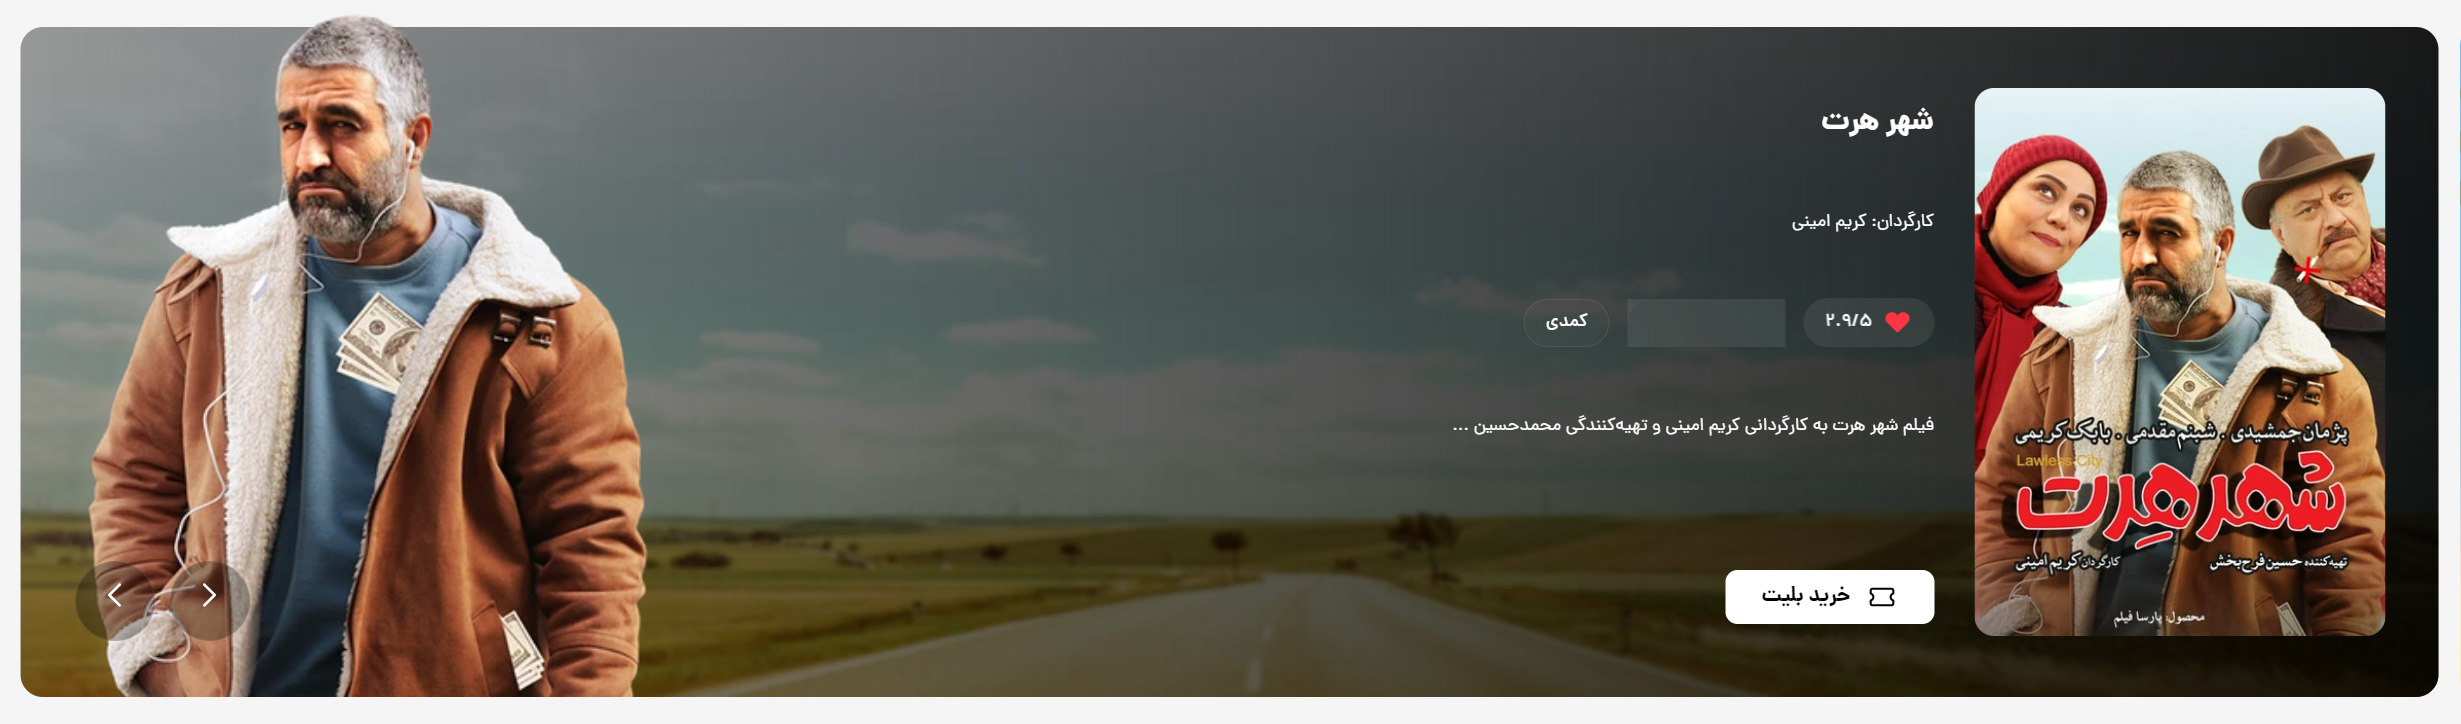 شهر هرت
کارگردان: کریم امینی
۲.۹/۵
کمدی
فیلم شهر هرت به کارگردانی کریم امینی و تهیه‌کنندگی محمدحسین ...
خرید بلیت
پژمان جمشیدی . شبنم مقدمی . بابک کریمی
Lawless City
شهر هِرت
تهیه‌کننده حسین فرح‌بخش
کارگردان کریم امینی
محصول: پارسا فیلم